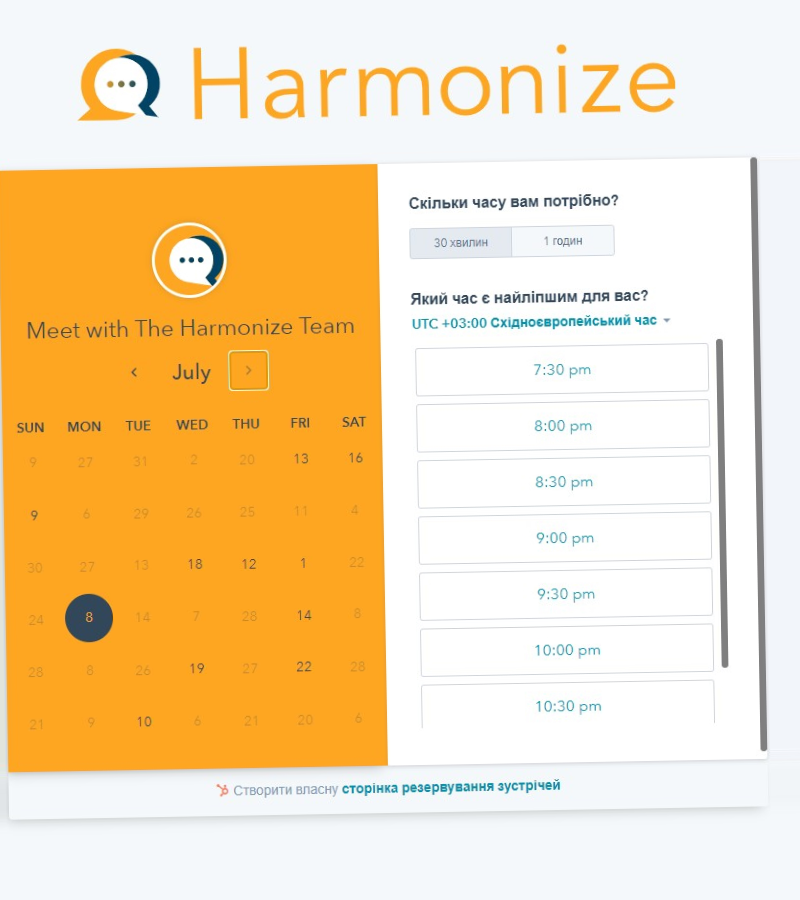 Harmonize
Meet with The Harmonize Team
July
SUN MON TUE WED THU FRI SAT
9 27 31 2 20 13 16
9 6 29 26 25 11 4
30 27 13 18 12 1 22
24 8 14 7 28 14 8
28 8 26 19 27 22 28
21 9 10 6 21 20 6
Скільки часу вам потрібно?
30 хвилин 1 годин
Який час є найліпшим для вас?
UTC +03:00 Східноєвропейський час
7:30 pm
8:00 pm
8:30 pm
9:00 pm
9:30 pm
10:00 pm
10:30 pm
Створити власну сторінка резервування зустрічей